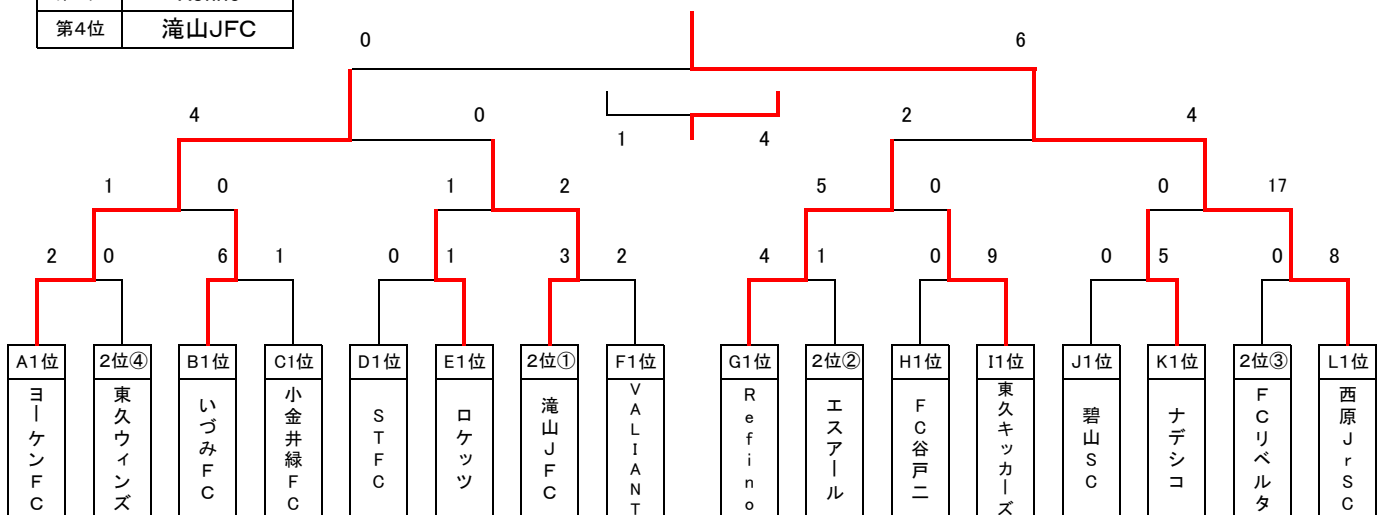 第4位 滝山JFC
0 6
4 0 1 4 2 4
1 0 1 2 5 0 0 17
2 0 6 1 0 1 3 2 4 1 0 9 0 5 0 8
A1位 2位④ B1位 C1位 D1位 E1位 2位① F1位 G1位 2位② H1位 I1位 J1位 K1位 2位③ L1位
ヨーケンFC
東久ウィンズ
いづみFC
小金井緑FC
STFC
ロケッツ
滝山JFC
VALIANT
Refino
エスアール
FC谷戸二
東久キッカーズ
碧山SC
ナデシコ
FCリベルタ
西原JrSC